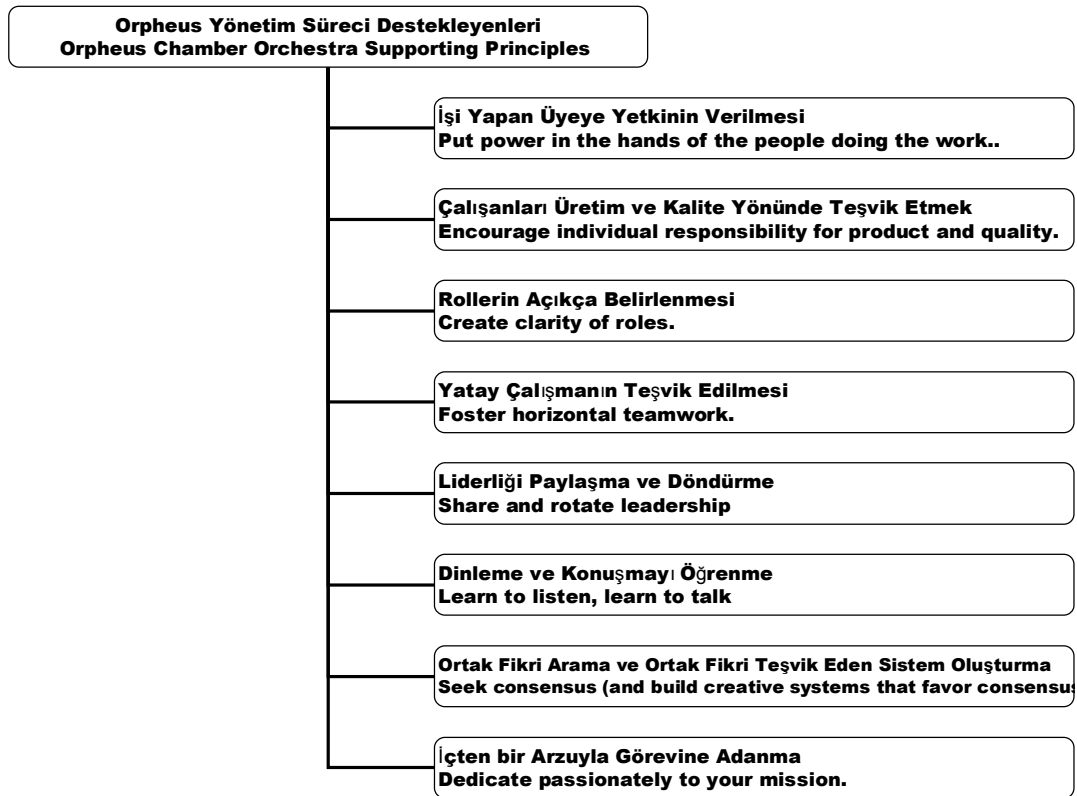 Orpheus Yönetim Süreci Destekleyenleri
Orpheus Chamber Orchestra Supporting Principles
İşi Yapan Üyeye Yetkinin Verilmesi
Put power in the hands of the people doing the work..
Çalışanları Üretim ve Kalite Yönünde Teşvik Etmek
Encourage individual responsibility for product and quality.
Rollerin Açıkça Belirlenmesi
Create clarity of roles.
Yatay Çalışmanın Teşvik Edilmesi
Foster horizontal teamwork.
Liderliği Paylaşma ve Döndürme
Share and rotate leadership
Dinleme ve Konuşmayı Öğrenme
Learn to listen, learn to talk
Ortak Fikri Arama ve Ortak Fikri Teşvik Eden Sistem Oluşturma
Seek consensus (and build creative systems that favor consensus
İçten bir Arzuyla Görevine Adanma
Dedicate passionately to your mission.